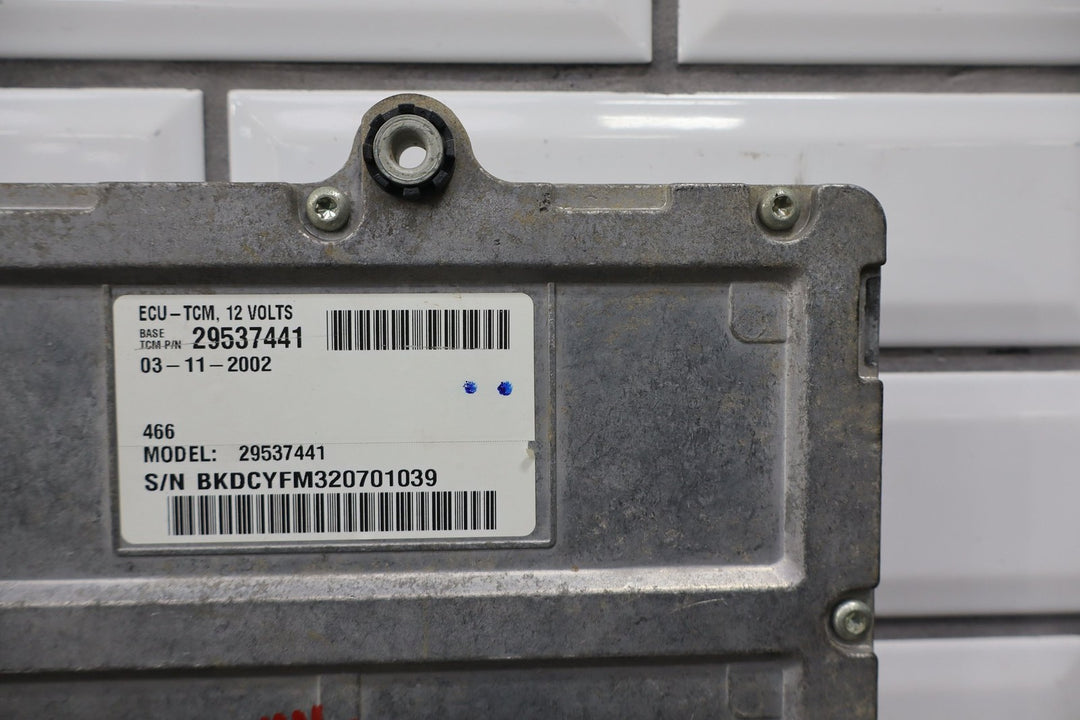 ECU-TCM, 12 VOLTS
BASE
TCM-P/N 29537441
03-11-2002
466
MODEL: 29537441
S/N BKDCYFM320701039